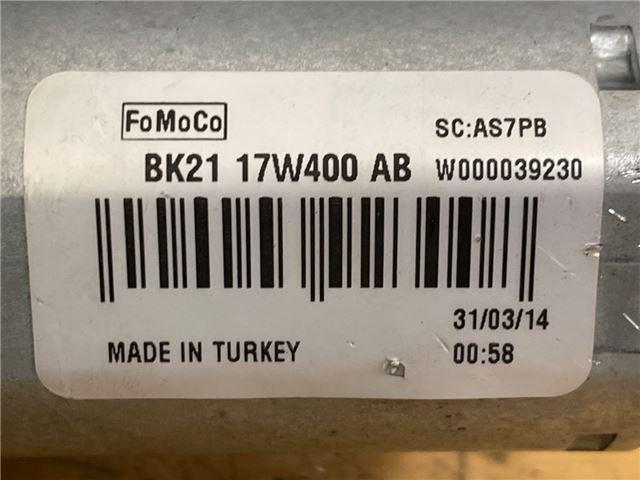 FoMoCo
SC:AS7PB
BK21 17W400 AB
W000039230
31/03/14
MADE IN TURKEY
00:58